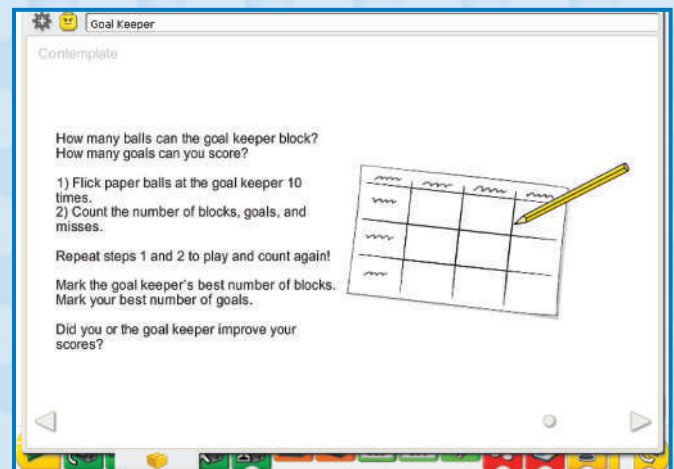 Goal Keeper
Contemplate
How many balls can the goal keeper block?
How many goals can you score?
1) Flick paper balls at the goal keeper 10
times.
2) Count the number of blocks, goals, and
misses.
Repeat steps 1 and 2 to play and count again!
Mark the goal keeper's best number of blocks.
Mark your best number of goals.
Did you or the goal keeper improve your
scores?